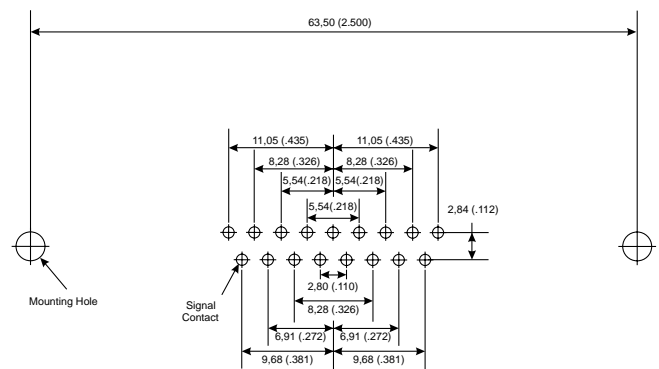 63,50 (2.500)
11,05 (.435) 11,05 (.435)
8,28 (.326) 8,28 (.326)
5,54(.218) 5,54(.218)
5,54(.218)
2,84 (.112)
Mounting Hole
Signal
Contact
2,80 (.110)
8,28 (.326)
6,91 (.272) 6,91 (.272)
9,68 (.381) 9,68 (.381)